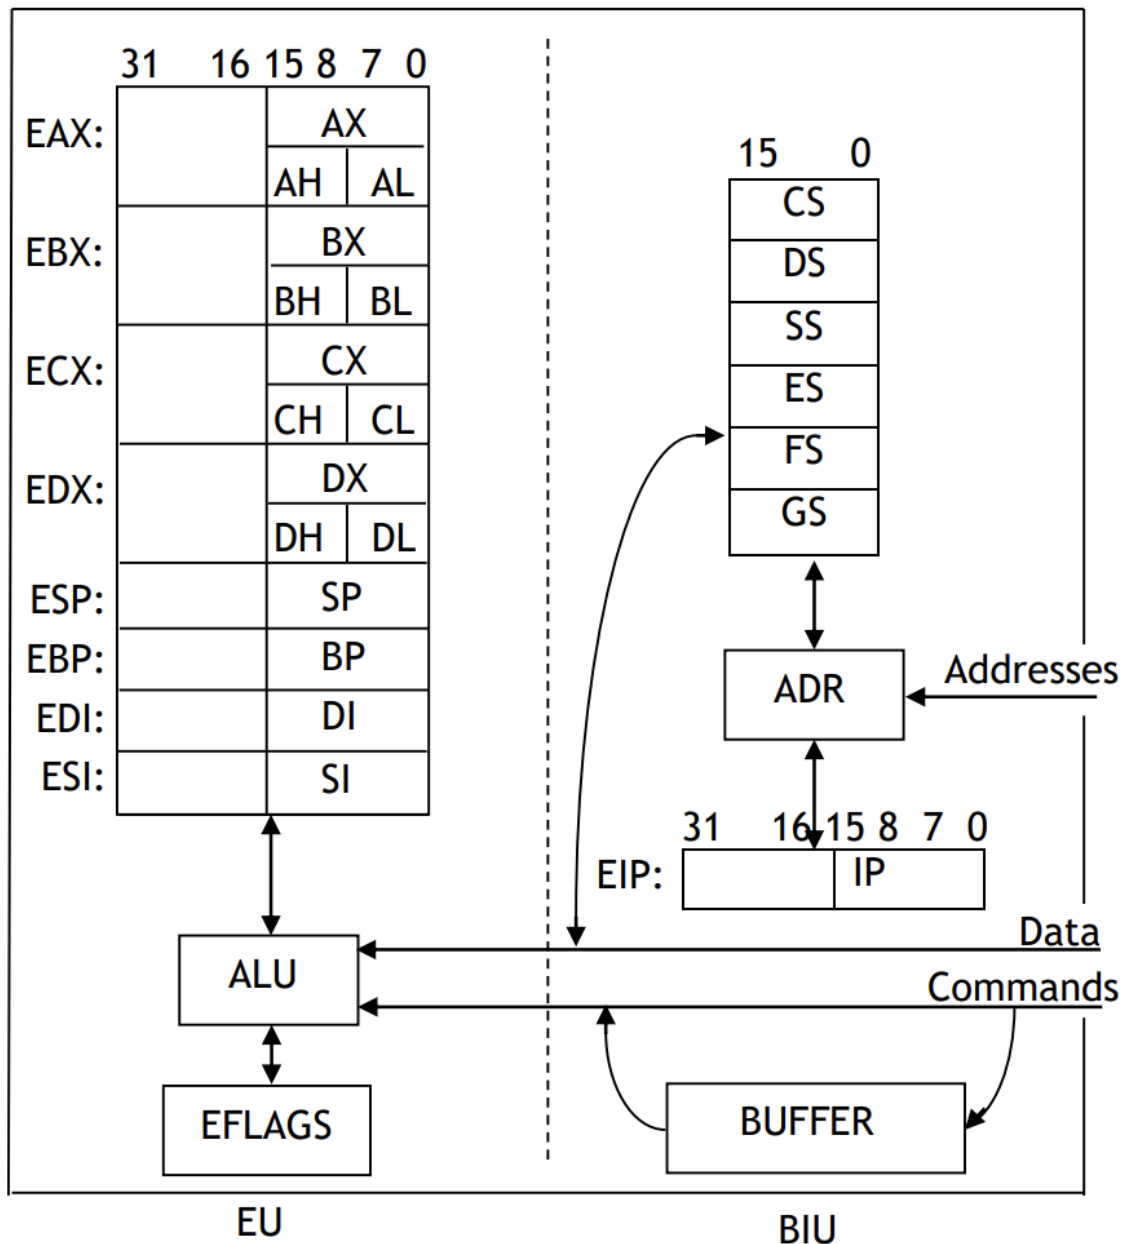 31 16 15 8 7 0
EAX: AX
AH AL
EBX: BX
BH BL
ECX: CX
CH CL
EDX: DX
DH DL
ESP: SP
EBP: BP
EDI: DI
ESI: SI
ALU
EFLAGS
EU
15 0
CS
DS
SS
ES
FS
GS
ADR
Addresses
31 16 15 8 7 0
EIP: IP
Data
Commands
BUFFER
BIU